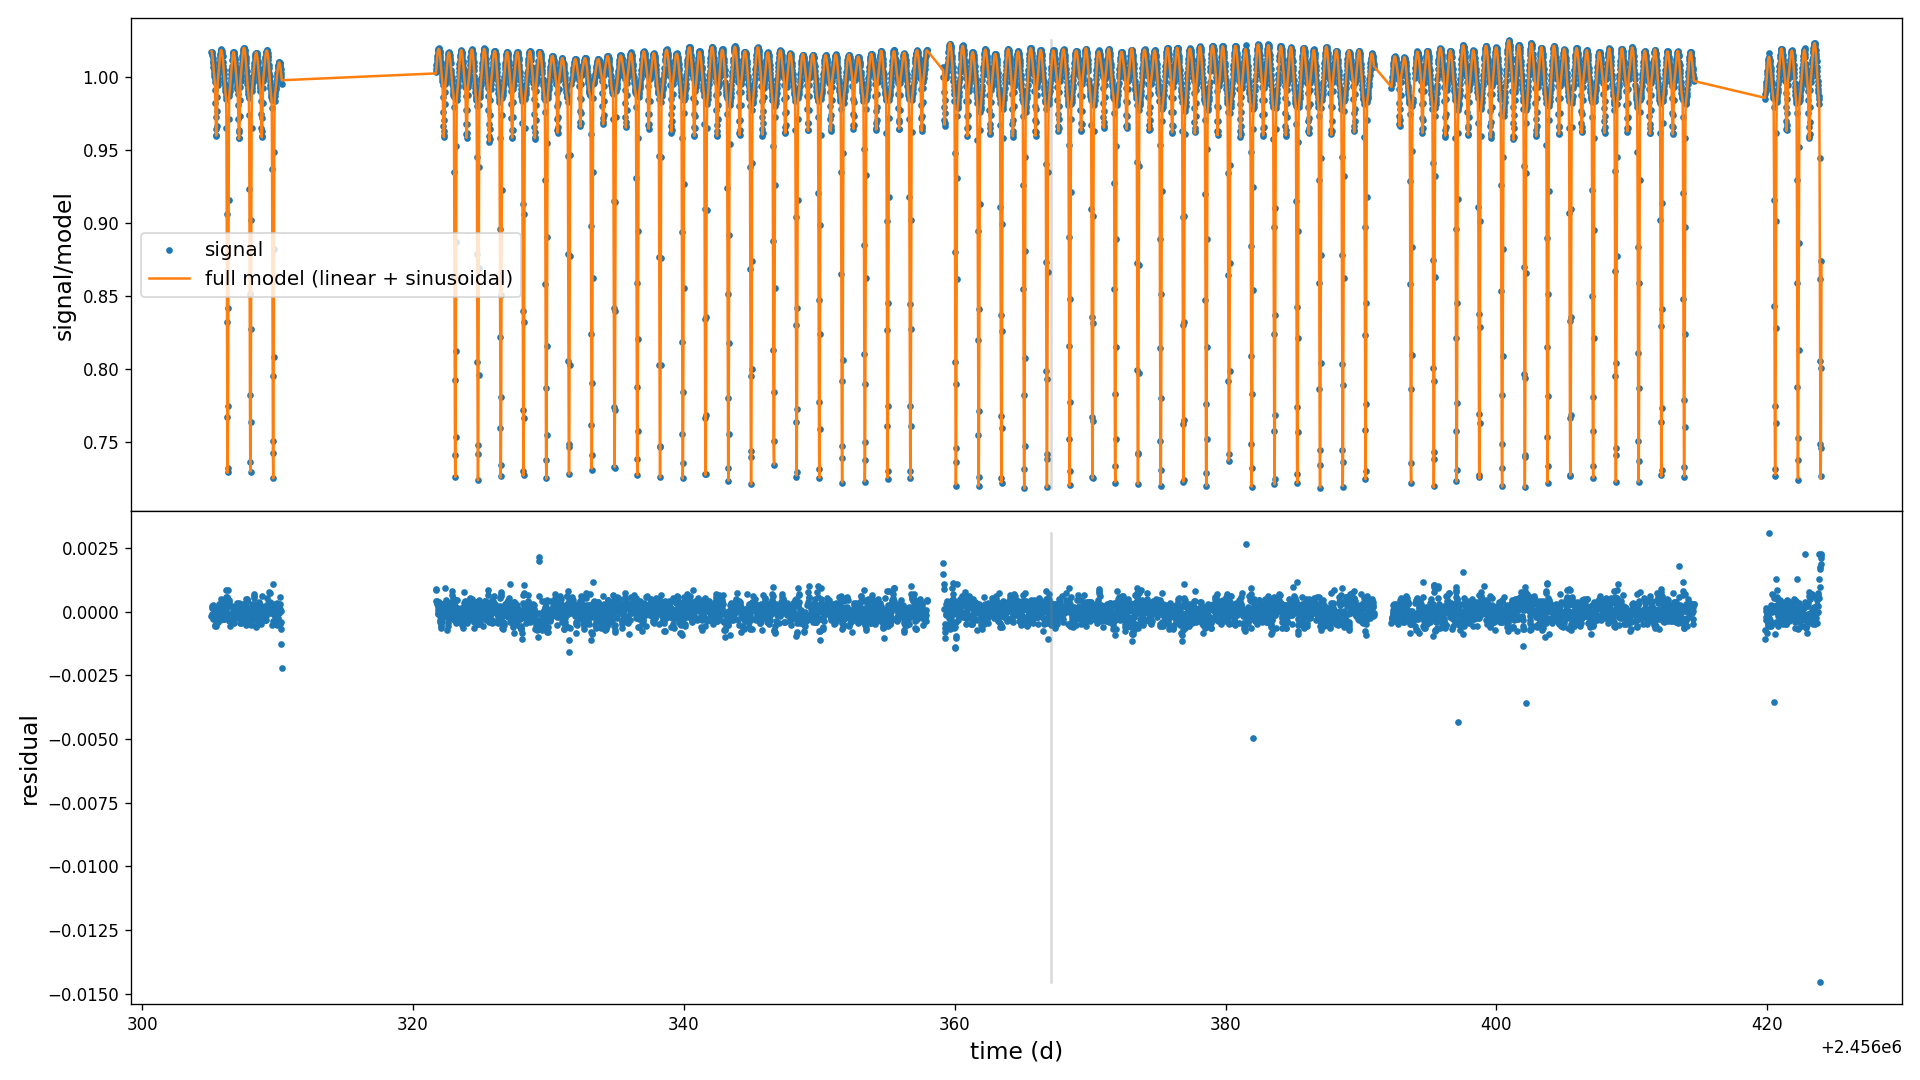 1.00
0.95
0.90
0.85
0.80
0.75
signal/model
signal
full model (linear + sinusoidal)
0.0025
0.0000
−0.0025
−0.0050
−0.0075
−0.0100
−0.0125
−0.0150
residual
300 320 340 360 380 400 420
time (d)
+2.456e6